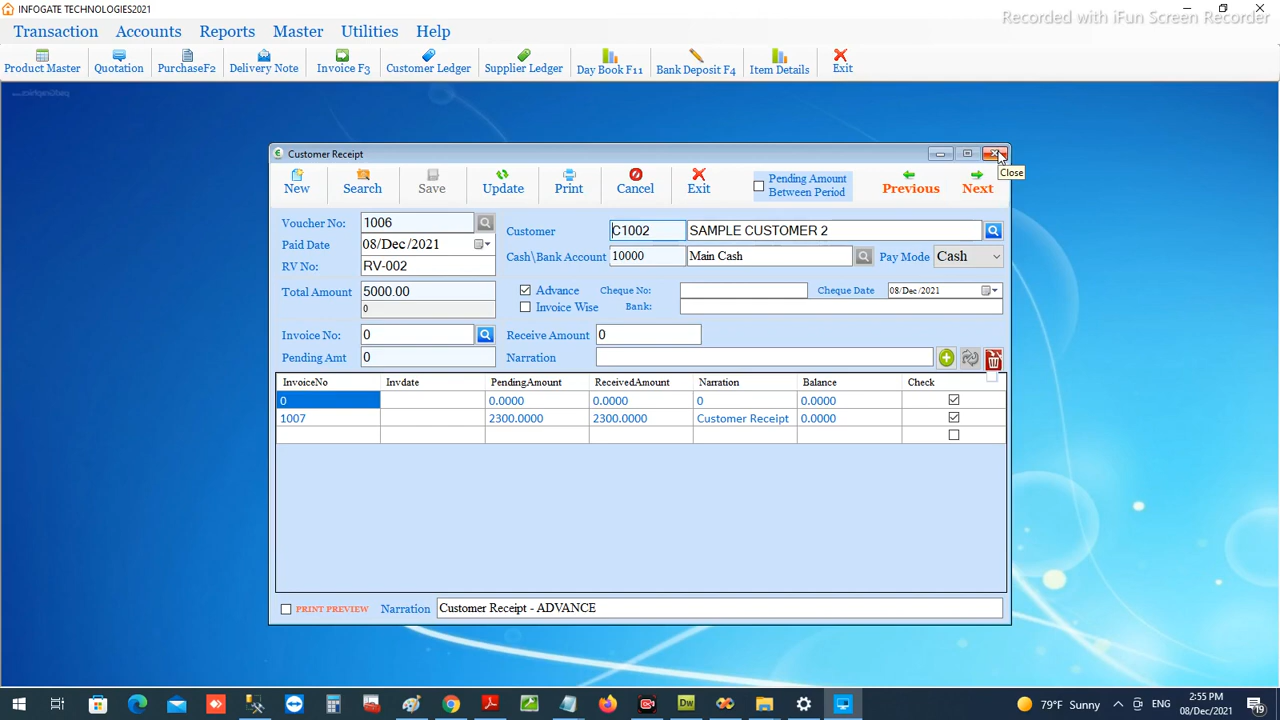 INFOGATE TECHNOLOGIES2021
Recorded with iFun Screen Recorder
Transaction Accounts Reports Master Utilities Help
Product Master Quotation PurchaseF2 Delivery Note Invoice F3 Customer Ledger Supplier Ledger Day Book F11 Bank Deposit F4 Item Details Exit
Customer Receipt
Close
New Search Save Update Print Cancel Exit Pending Amount Between Period Previous Next
Voucher No: 1006 Customer C1002 SAMPLE CUSTOMER 2
Paid Date 08/Dec/2021 Cash\Bank Account 10000 Main Cash Pay Mode Cash
RV No: RV-002
Total Amount 5000.00 Advance Cheque No: Cheque Date 08/Dec/2021
0 Invoice Wise Bank:
Invoice No: 0 Receive Amount 0
Pending Amt 0 Narration
InvoiceNo Invdate PendingAmount ReceivedAmount Narration Balance Check
0 0.0000 0.0000 0 0.0000
1007 2300.0000 2300.0000 Customer Receipt 0.0000
PRINT PREVIEW Narration Customer Receipt - ADVANCE
Dw 79°F Sunny ENG 2:55 PM
08/Dec/2021 19